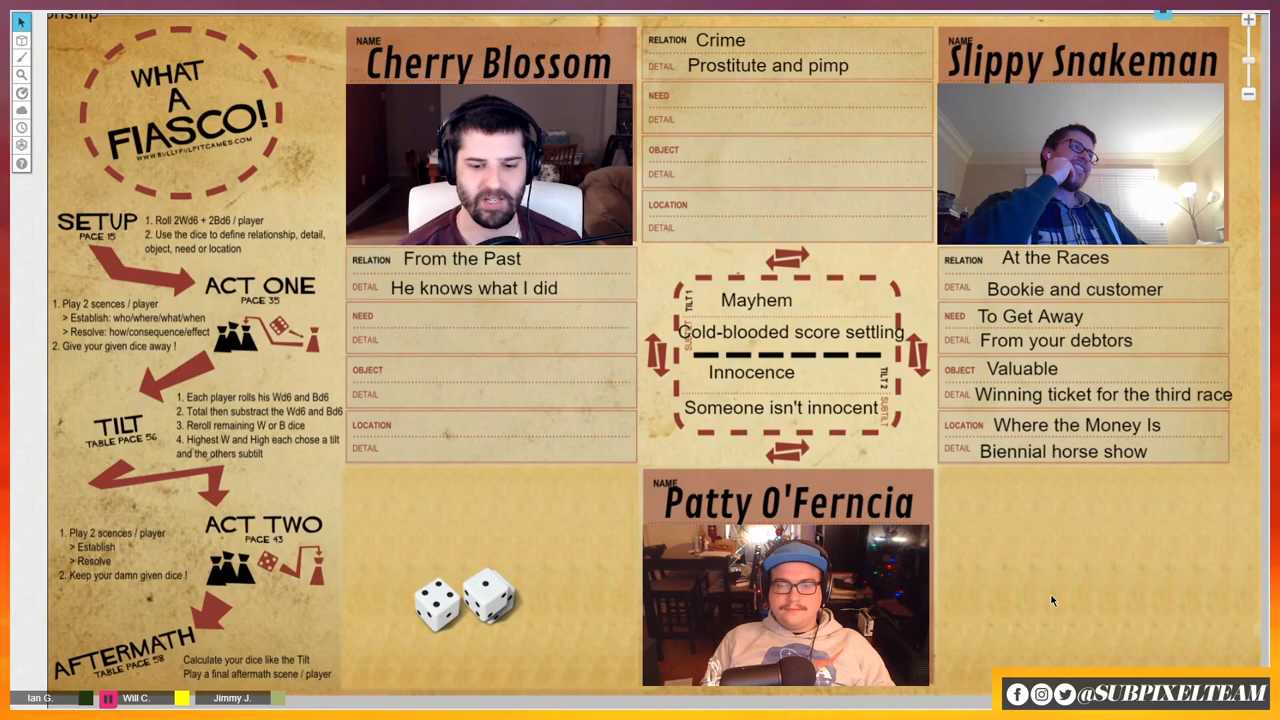 onship
WHAT
A
FIASCO!
WWW.BULLYPULPITGAMES.COM
SETUP
PAGE 15
1. Roll 2Wd6 + 2Bd6 / player
2. Use the dice to define relationship, detail,
object, need or location
ACT ONE
PAGE 35
1. Play 2 scences / player
> Establish: who/where/what/when
> Resolve: how/consequence/effect
2. Give your given dice away !
TILT
TABLE PAGE 56
1. Each player rolls his Wd6 and Bd6
2. Total then substract the Wd6 and Bd6
3. Reroll remaining W or B dice
4. Highest W and High each chose a tilt
and the others subtilt
ACT TWO
PAGE 43
1. Play 2 scences / player
> Establish
> Resolve
2. Keep your damn given dice !
AFTERMATH
TABLE PAGE 58
Calculate your dice like the Tilt
Play a final aftermath scene / player
NAME
Cherry Blossom
RELATION From the Past
DETAIL He knows what I did
NEED
DETAIL
OBJECT
DETAIL
LOCATION
DETAIL
RELATION Crime
DETAIL Prostitute and pimp
NEED
DETAIL
OBJECT
DETAIL
LOCATION
DETAIL
TILT 1
Mayhem
Cold-blooded score settling
Innocence
TILT 2
Someone isn't innocent
SUBTILT
NAME
Patty O'Ferncia
NAME
Slippy Snakeman
RELATION At the Races
DETAIL Bookie and customer
NEED To Get Away
DETAIL From your debtors
OBJECT Valuable
DETAIL Winning ticket for the third race
LOCATION Where the Money Is
DETAIL Biennial horse show
Ian G.
Will C.
Jimmy J.
@SUBPIXELTEAM